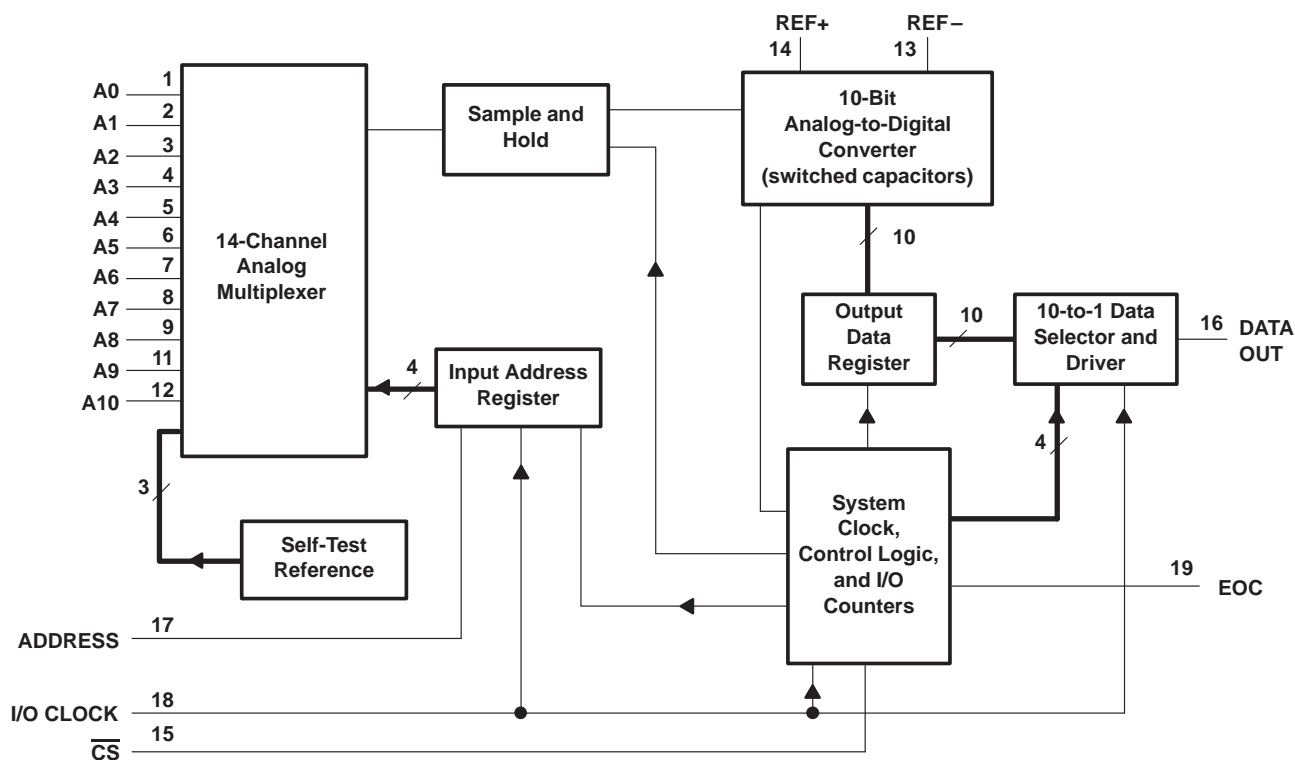 REF+
REF–
14
13
1
A0
2
A1
3
A2
4
A3
5
A4
6
A5
7
A6
8
A7
9
A8
11
A9
12
A10
14-Channel
Analog
Multiplexer
Sample and
Hold
10-Bit
Analog-to-Digital
Converter
(switched capacitors)
10
Output
Data
Register
10
10-to-1 Data
Selector and
Driver
16
DATA
OUT
4
Input Address
Register
3
Self-Test
Reference
4
System
Clock,
Control Logic,
and I/O
Counters
19
EOC
17
ADDRESS
18
I/O CLOCK
15
CS